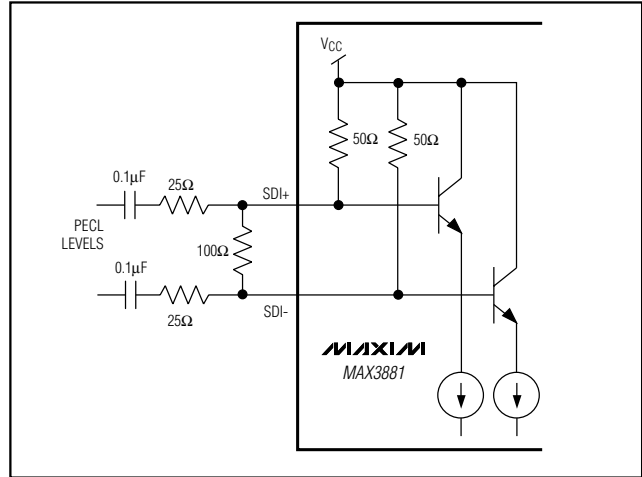 VCC
50Ω
50Ω
0.1µF
25Ω
SDI+
PECL
LEVELS
100Ω
0.1µF
25Ω
SDI-
MAXIM
MAX3881